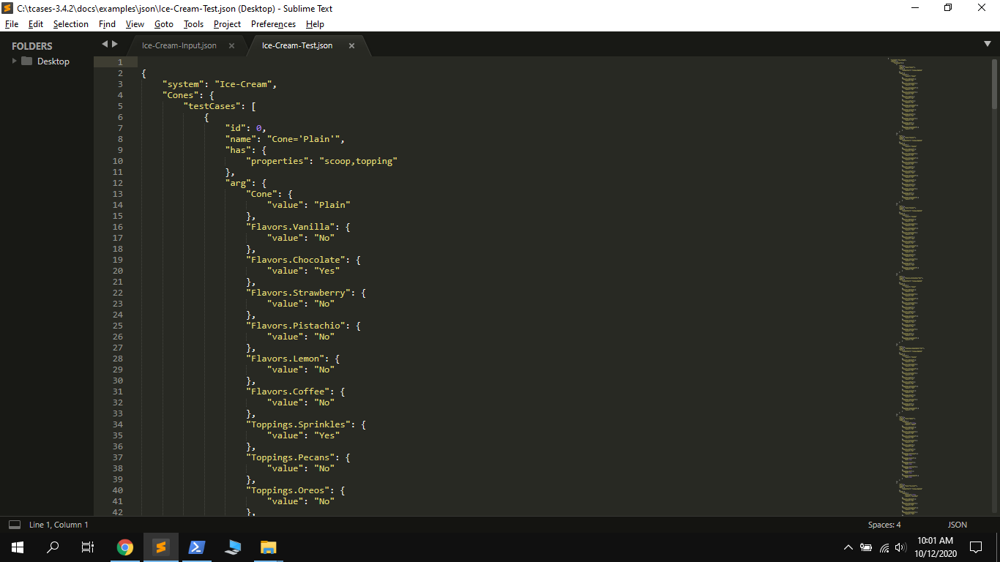 C:\tcases-3.4.2\docs\examples\json\Ice-Cream-Test.json (Desktop) - Sublime Text
File Edit Selection Find View Goto Tools Project Preferences Help
FOLDERS
Desktop
Ice-Cream-Input.json
Ice-Cream-Test.json
1
2 {
3 "system": "Ice-Cream",
4 "Cones": {
5 "testCases": [
6 {
7 "id": 0,
8 "name": "Cone='Plain'",
9 "has": {
10 "properties": "scoop,topping"
11 },
12 "arg": {
13 "Cone": {
14 "value": "Plain"
15 },
16 "Flavors.Vanilla": {
17 "value": "No"
18 },
19 "Flavors.Chocolate": {
20 "value": "Yes"
21 },
22 "Flavors.Strawberry": {
23 "value": "No"
24 },
25 "Flavors.Pistachio": {
26 "value": "No"
27 },
28 "Flavors.Lemon": {
29 "value": "No"
30 },
31 "Flavors.Coffee": {
32 "value": "No"
33 },
34 "Toppings.Sprinkles": {
35 "value": "Yes"
36 },
37 "Toppings.Pecans": {
38 "value": "No"
39 },
40 "Toppings.Oreos": {
41 "value": "No"
42 },
Line 1, Column 1
Spaces: 4
JSON
10:01 AM
10/12/2020